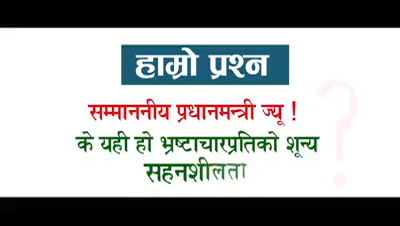 हाम्रो प्रश्न
सम्माननीय प्रधानमन्त्री ज्यू !
के यही हो भ्रष्टाचारप्रतिको शून्य
सहनशीलता
?